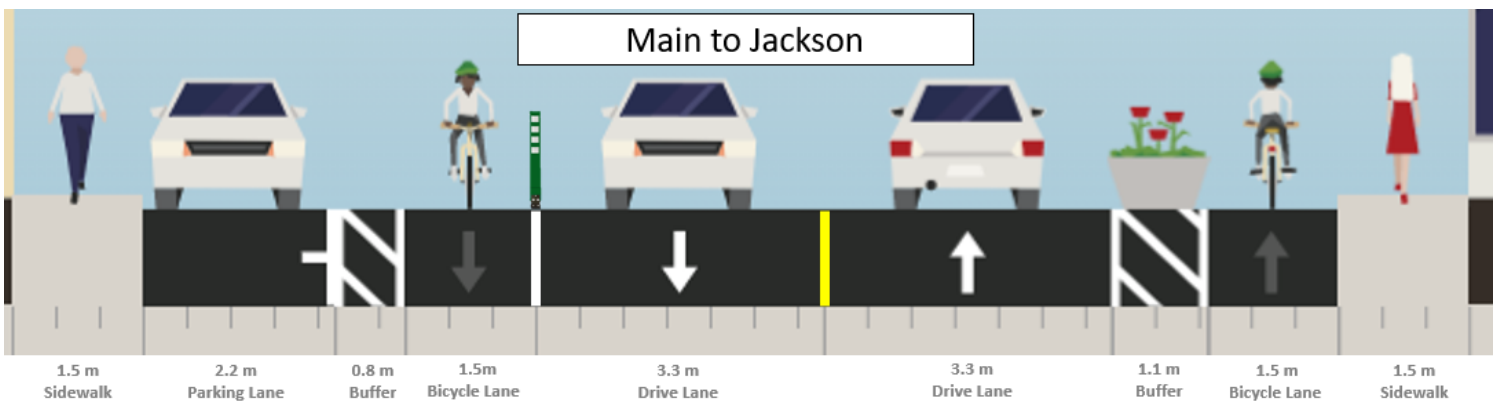 Main to Jackson
1.5 m
Sidewalk
2.2 m
Parking Lane
0.8 m
Buffer
1.5m
Bicycle Lane
3.3 m
Drive Lane
3.3 m
Drive Lane
1.1 m
Buffer
1.5 m
Bicycle Lane
1.5 m
Sidewalk